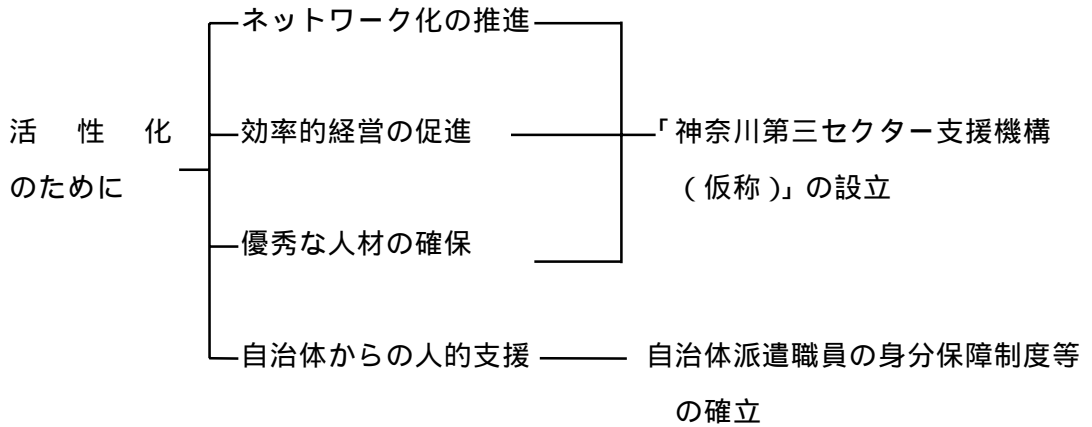 ネットワーク化の推進
活性化
のために
効率的経営の促進
「神奈川第三セクター支援機構
（仮称）」の設立
優秀な人材の確保
自治体からの人的支援
自治体派遣職員の身分保障制度等
の確立